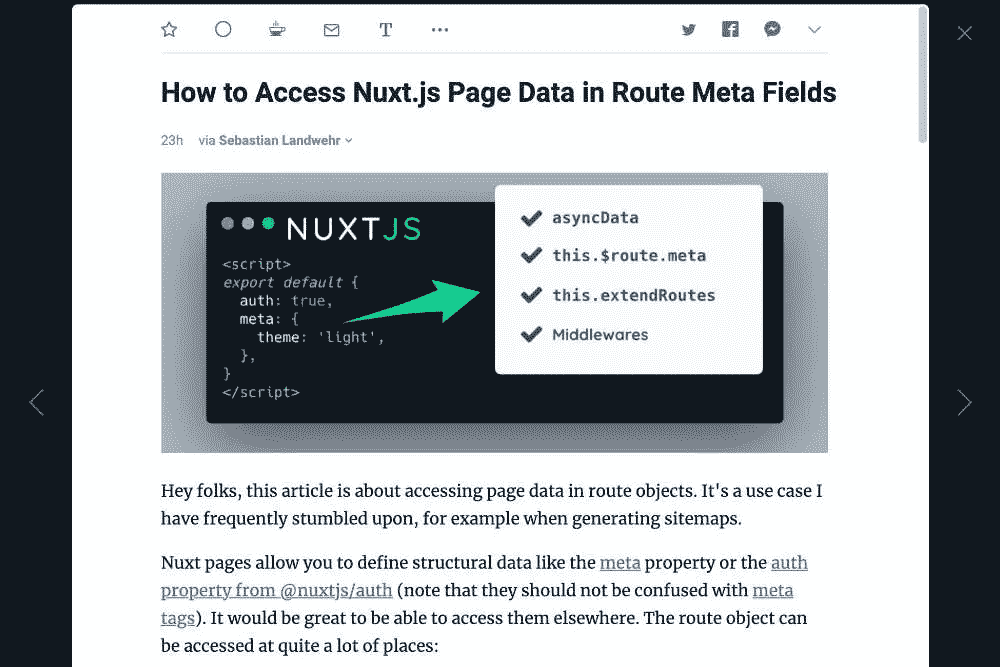 T
How to Access Nuxt.js Page Data in Route Meta Fields
23h via Sebastian Landwehr
NUXTJS
<script>
export default {
auth: true,
meta: {
theme: 'light',
},
}
</script>
asyncData
this.$route.meta
this.extendRoutes
Middlewares
Hey folks, this article is about accessing page data in route objects. It's a use case I
have frequently stumbled upon, for example when generating sitemaps.
Nuxt pages allow you to define structural data like the meta property or the auth
property from @nuxtjs/auth (note that they should not be confused with meta
tags). It would be great to be able to access them elsewhere. The route object can
be accessed at quite a lot of places: